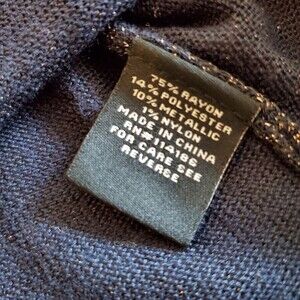 75% RAYON
14% POLYESTER
10% METALLIC
1% NYLON
MADE IN CHINA
RN# 114186
FOR CARE SEE
REVERSE